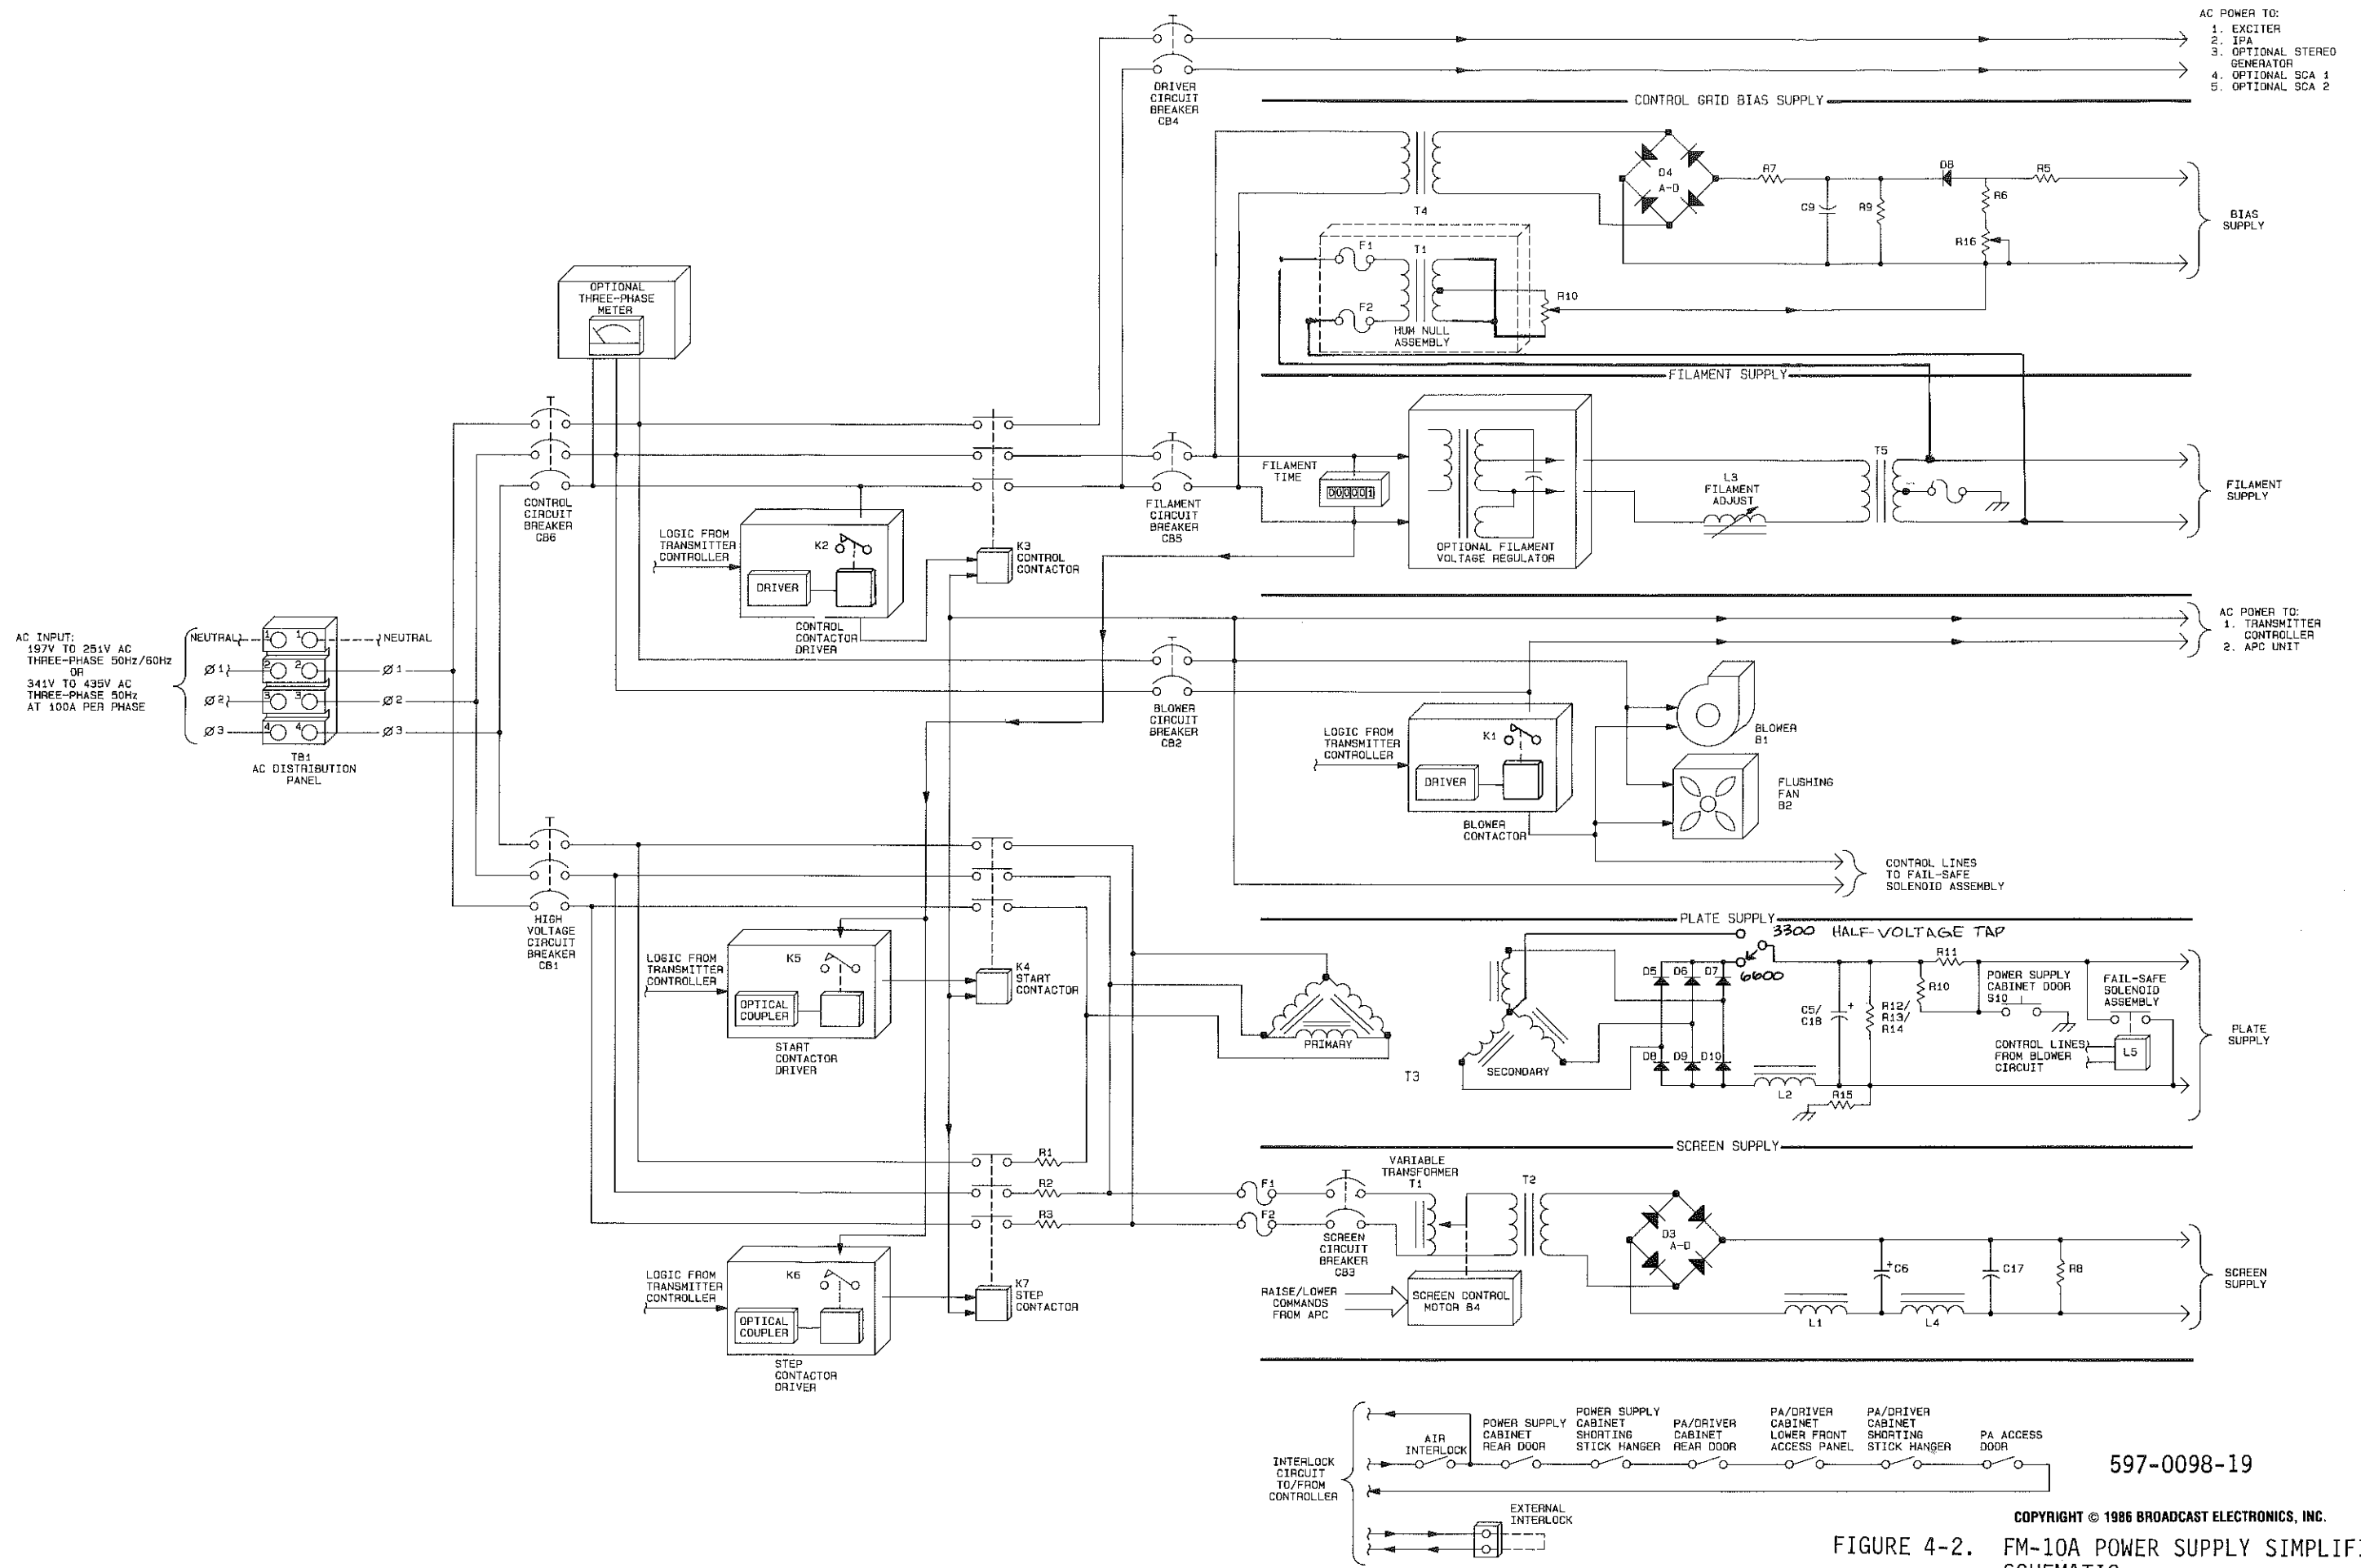 AC POWER TO:
1. EXCITER
2. IPA
3. OPTIONAL STEREO
GENERATOR
4. OPTIONAL SCA 1
5. OPTIONAL SCA 2
DRIVER
CIRCUIT
BREAKER
CB4
CONTROL GRID BIAS SUPPLY
T4
D4
A-D
R7
C9
R9
D8
R5
R6
R16
BIAS
SUPPLY
F1
T1
F2
HUM NULL
ASSEMBLY
R10
OPTIONAL
THREE-PHASE
METER
FILAMENT SUPPLY
CONTROL
CIRCUIT
BREAKER
CB6
LOGIC FROM
TRANSMITTER
CONTROLLER
K2
DRIVER
CONTROL
CONTACTOR
DRIVER
K3
CONTROL
CONTACTOR
FILAMENT
CIRCUIT
BREAKER
CB5
FILAMENT
TIME
000001
OPTIONAL FILAMENT
VOLTAGE REGULATOR
L3
FILAMENT
ADJUST
T5
FILAMENT
SUPPLY
AC INPUT:
197V TO 251V AC
THREE-PHASE 50Hz/60Hz
OR
341V TO 435V AC
THREE-PHASE 50Hz
AT 100A PER PHASE
NEUTRAL
1 1
NEUTRAL
Ø1
2 2
Ø1
Ø2
3 3
Ø2
Ø3
4 4
Ø3
TB1
AC DISTRIBUTION
PANEL
AC POWER TO:
1. TRANSMITTER
CONTROLLER
2. APC UNIT
BLOWER
CIRCUIT
BREAKER
CB2
LOGIC FROM
TRANSMITTER
CONTROLLER
K1
DRIVER
BLOWER
CONTACTOR
BLOWER
B1
FLUSHING
FAN
B2
CONTROL LINES
TO FAIL-SAFE
SOLENOID ASSEMBLY
HIGH
VOLTAGE
CIRCUIT
BREAKER
CB1
LOGIC FROM
TRANSMITTER
CONTROLLER
K5
OPTICAL
COUPLER
START
CONTACTOR
DRIVER
K4
START
CONTACTOR
PLATE SUPPLY
3300 HALF-VOLTAGE TAP
6600
PRIMARY
T3
SECONDARY
D5 D6 D7
D8 D9 D10
L2
C5/
C18
R12/
R13/
R14
R15
R10
R11
POWER SUPPLY
CABINET DOOR
S10
FAIL-SAFE
SOLENOID
ASSEMBLY
CONTROL LINES
FROM BLOWER
CIRCUIT
L5
PLATE
SUPPLY
SCREEN SUPPLY
R1
R2
R3
F1
F2
VARIABLE
TRANSFORMER
T1
T2
SCREEN
CIRCUIT
BREAKER
CB3
RAISE/LOWER
COMMANDS
FROM APC
SCREEN CONTROL
MOTOR B4
D3
A-D
C6
+
C17
R8
L1
L4
SCREEN
SUPPLY
LOGIC FROM
TRANSMITTER
CONTROLLER
K6
OPTICAL
COUPLER
STEP
CONTACTOR
DRIVER
K7
STEP
CONTACTOR
INTERLOCK
CIRCUIT
TO/FROM
CONTROLLER
AIR
INTERLOCK
POWER SUPPLY
CABINET
REAR DOOR
POWER SUPPLY
CABINET
SHORTING
STICK HANGER
PA/DRIVER
CABINET
REAR DOOR
PA/DRIVER
CABINET
LOWER FRONT
ACCESS PANEL
PA/DRIVER
CABINET
SHORTING
STICK HANGER
PA ACCESS
DOOR
EXTERNAL
INTERLOCK
597-0098-19
COPYRIGHT © 1986 BROADCAST ELECTRONICS, INC.
FIGURE 4-2. FM-10A POWER SUPPLY SIMPLIFI